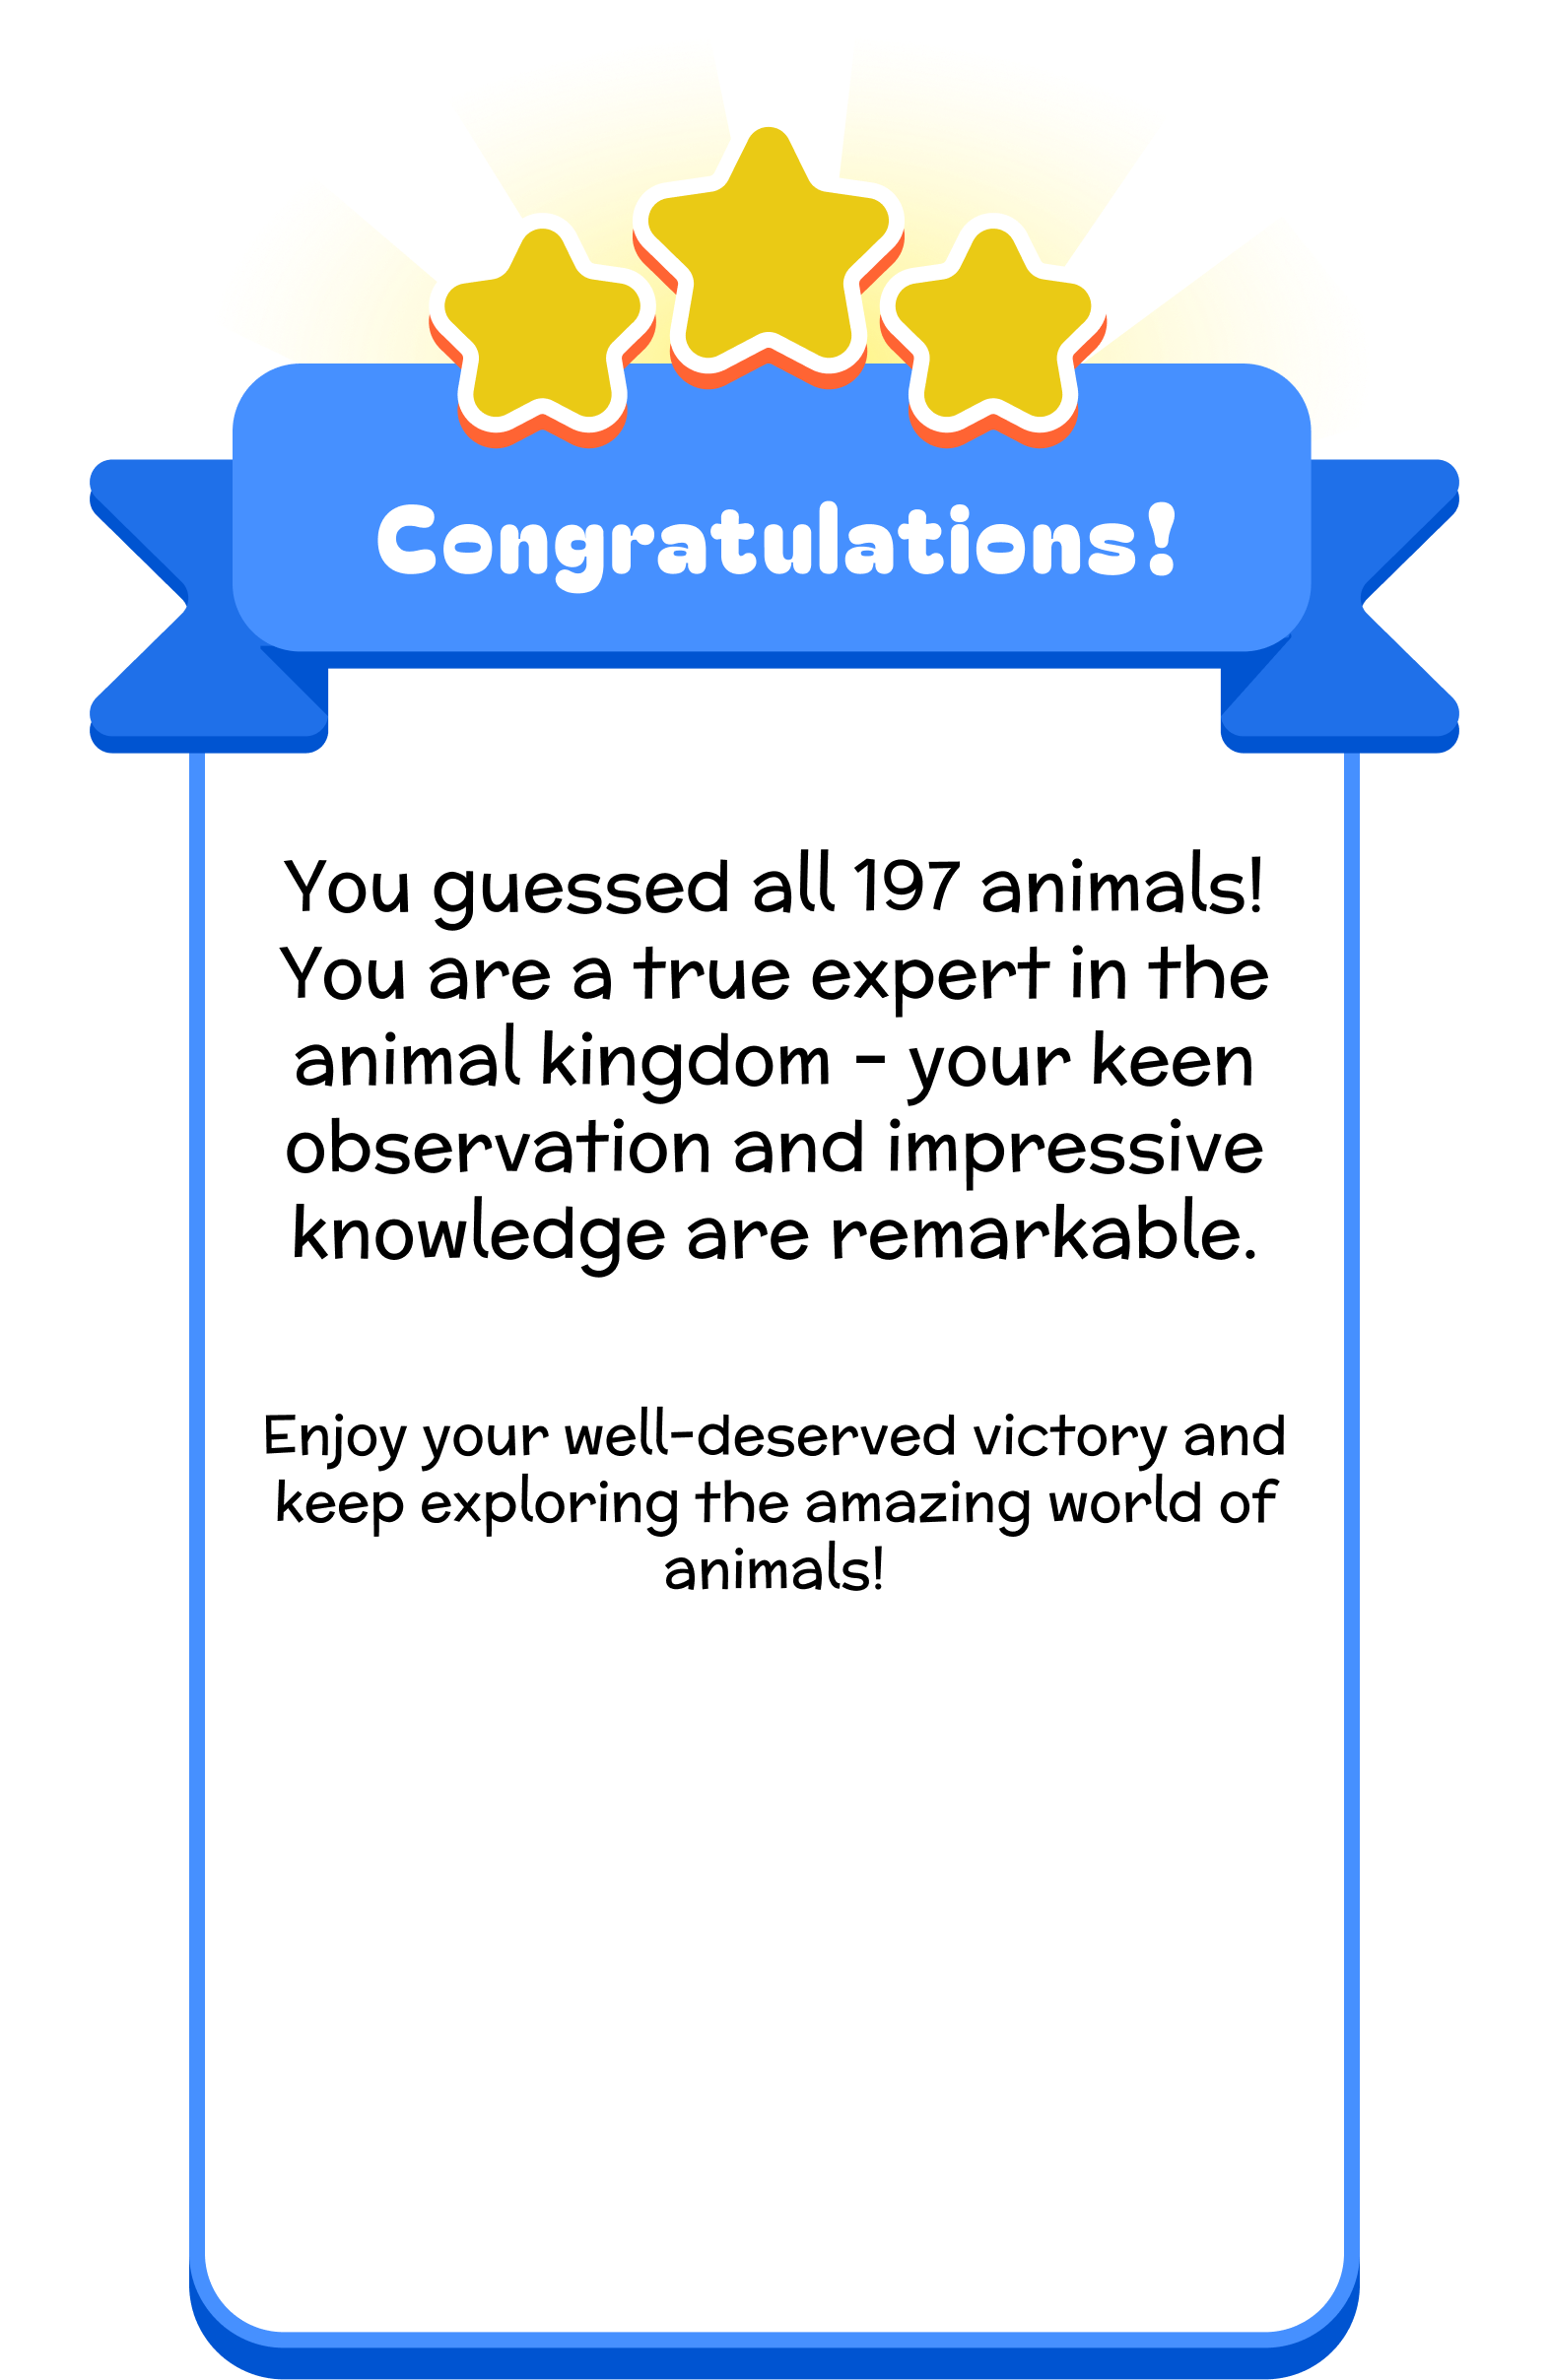 Congratulations!
You guessed all 197 animals!
You are a true expert in the
animal kingdom - your keen
observation and impressive
knowledge are remarkable.
Enjoy your well-deserved victory and
keep exploring the amazing world of
animals!